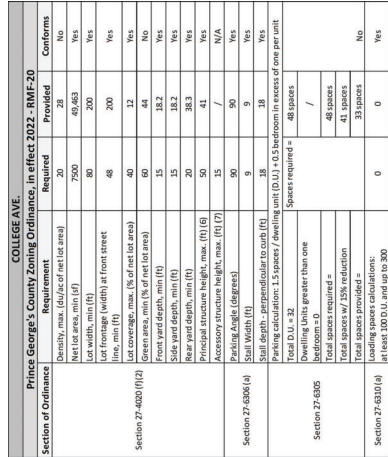 COLLEGE AVE.
Prince George's County Zoning Ordinance, in effect 2022 - RMF-20
Section of Ordinance Requirement Required Provided Conforms
Section 27-4020 (f)(2)
Density, max. (du/ac of net lot area) 20 28 No
Net lot area, min (sf) 7500 49,463 Yes
Lot width, min (ft) 80 200 Yes
Lot frontage (width) at front street
line, min (ft) 48 200 Yes
Lot coverage, max. (% of net lot area) 40 12 Yes
Green area, min (% of net lot area) 60 44 No
Front yard depth, min (ft) 15 18.2 Yes
Side yard depth, min (ft) 15 18.2 Yes
Rear yard depth, min (ft) 20 38.3 Yes
Principal structure height, max. (ft) (6) 50 41 Yes
Accessory structure height, max. (ft) (7) 15 / N/A
Section 27-6306 (a)
Parking Angle (degrees) 90 90 Yes
Stall Width (ft) 9 9 Yes
Stall depth - perpendicular to curb (ft) 18 18 Yes
Section 27-6305
Parking calculation: 1.5 spaces / dwelling unit (D.U.) + 0.5 bedroom in excess of one per unit
Total D.U. = 32 Spaces required = 48 spaces
Dwelling Units greater than one
bedroom = 0 /
Total spaces required = 48 spaces
Total spaces w/ 15% reduction 41 spaces
Total spaces provided = 33 spaces No
Section 27-6310 (a)
Loading spaces calculations:
at least 100 D.U. and up to 300 0 0 Yes